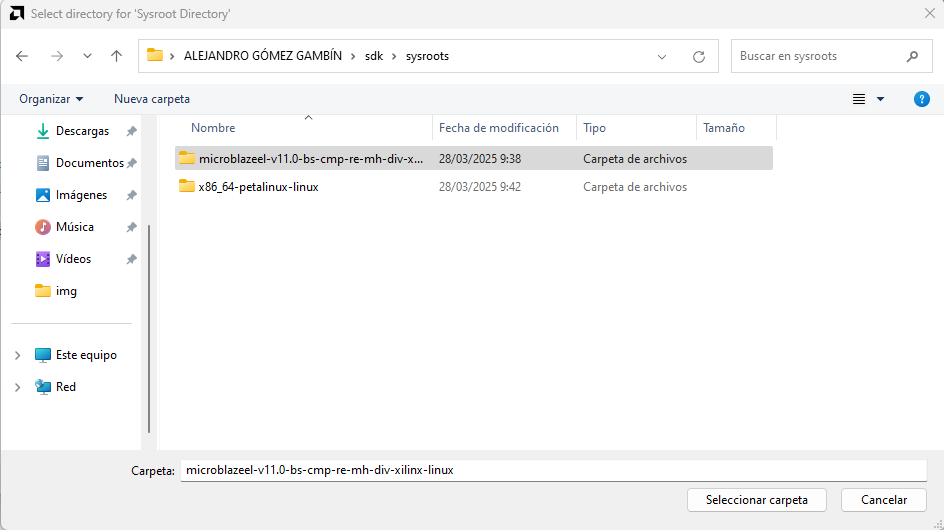 Select directory for 'Sysroot Directory'
ALEJANDRO GÓMEZ GAMBÍN > sdk > sysroots
Buscar en sysroots
Organizar
Nueva carpeta
Nombre
Fecha de modificación
Tipo
Tamaño
Descargas
Documentos
Imágenes
Música
Vídeos
img
Este equipo
Red
microblazeel-v11.0-bs-cmp-re-mh-div-x... 28/03/2025 9:38 Carpeta de archivos
x86_64-petalinux-linux 28/03/2025 9:42 Carpeta de archivos
Carpeta: microblazeel-v11.0-bs-cmp-re-mh-div-xilinx-linux
Seleccionar carpeta
Cancelar